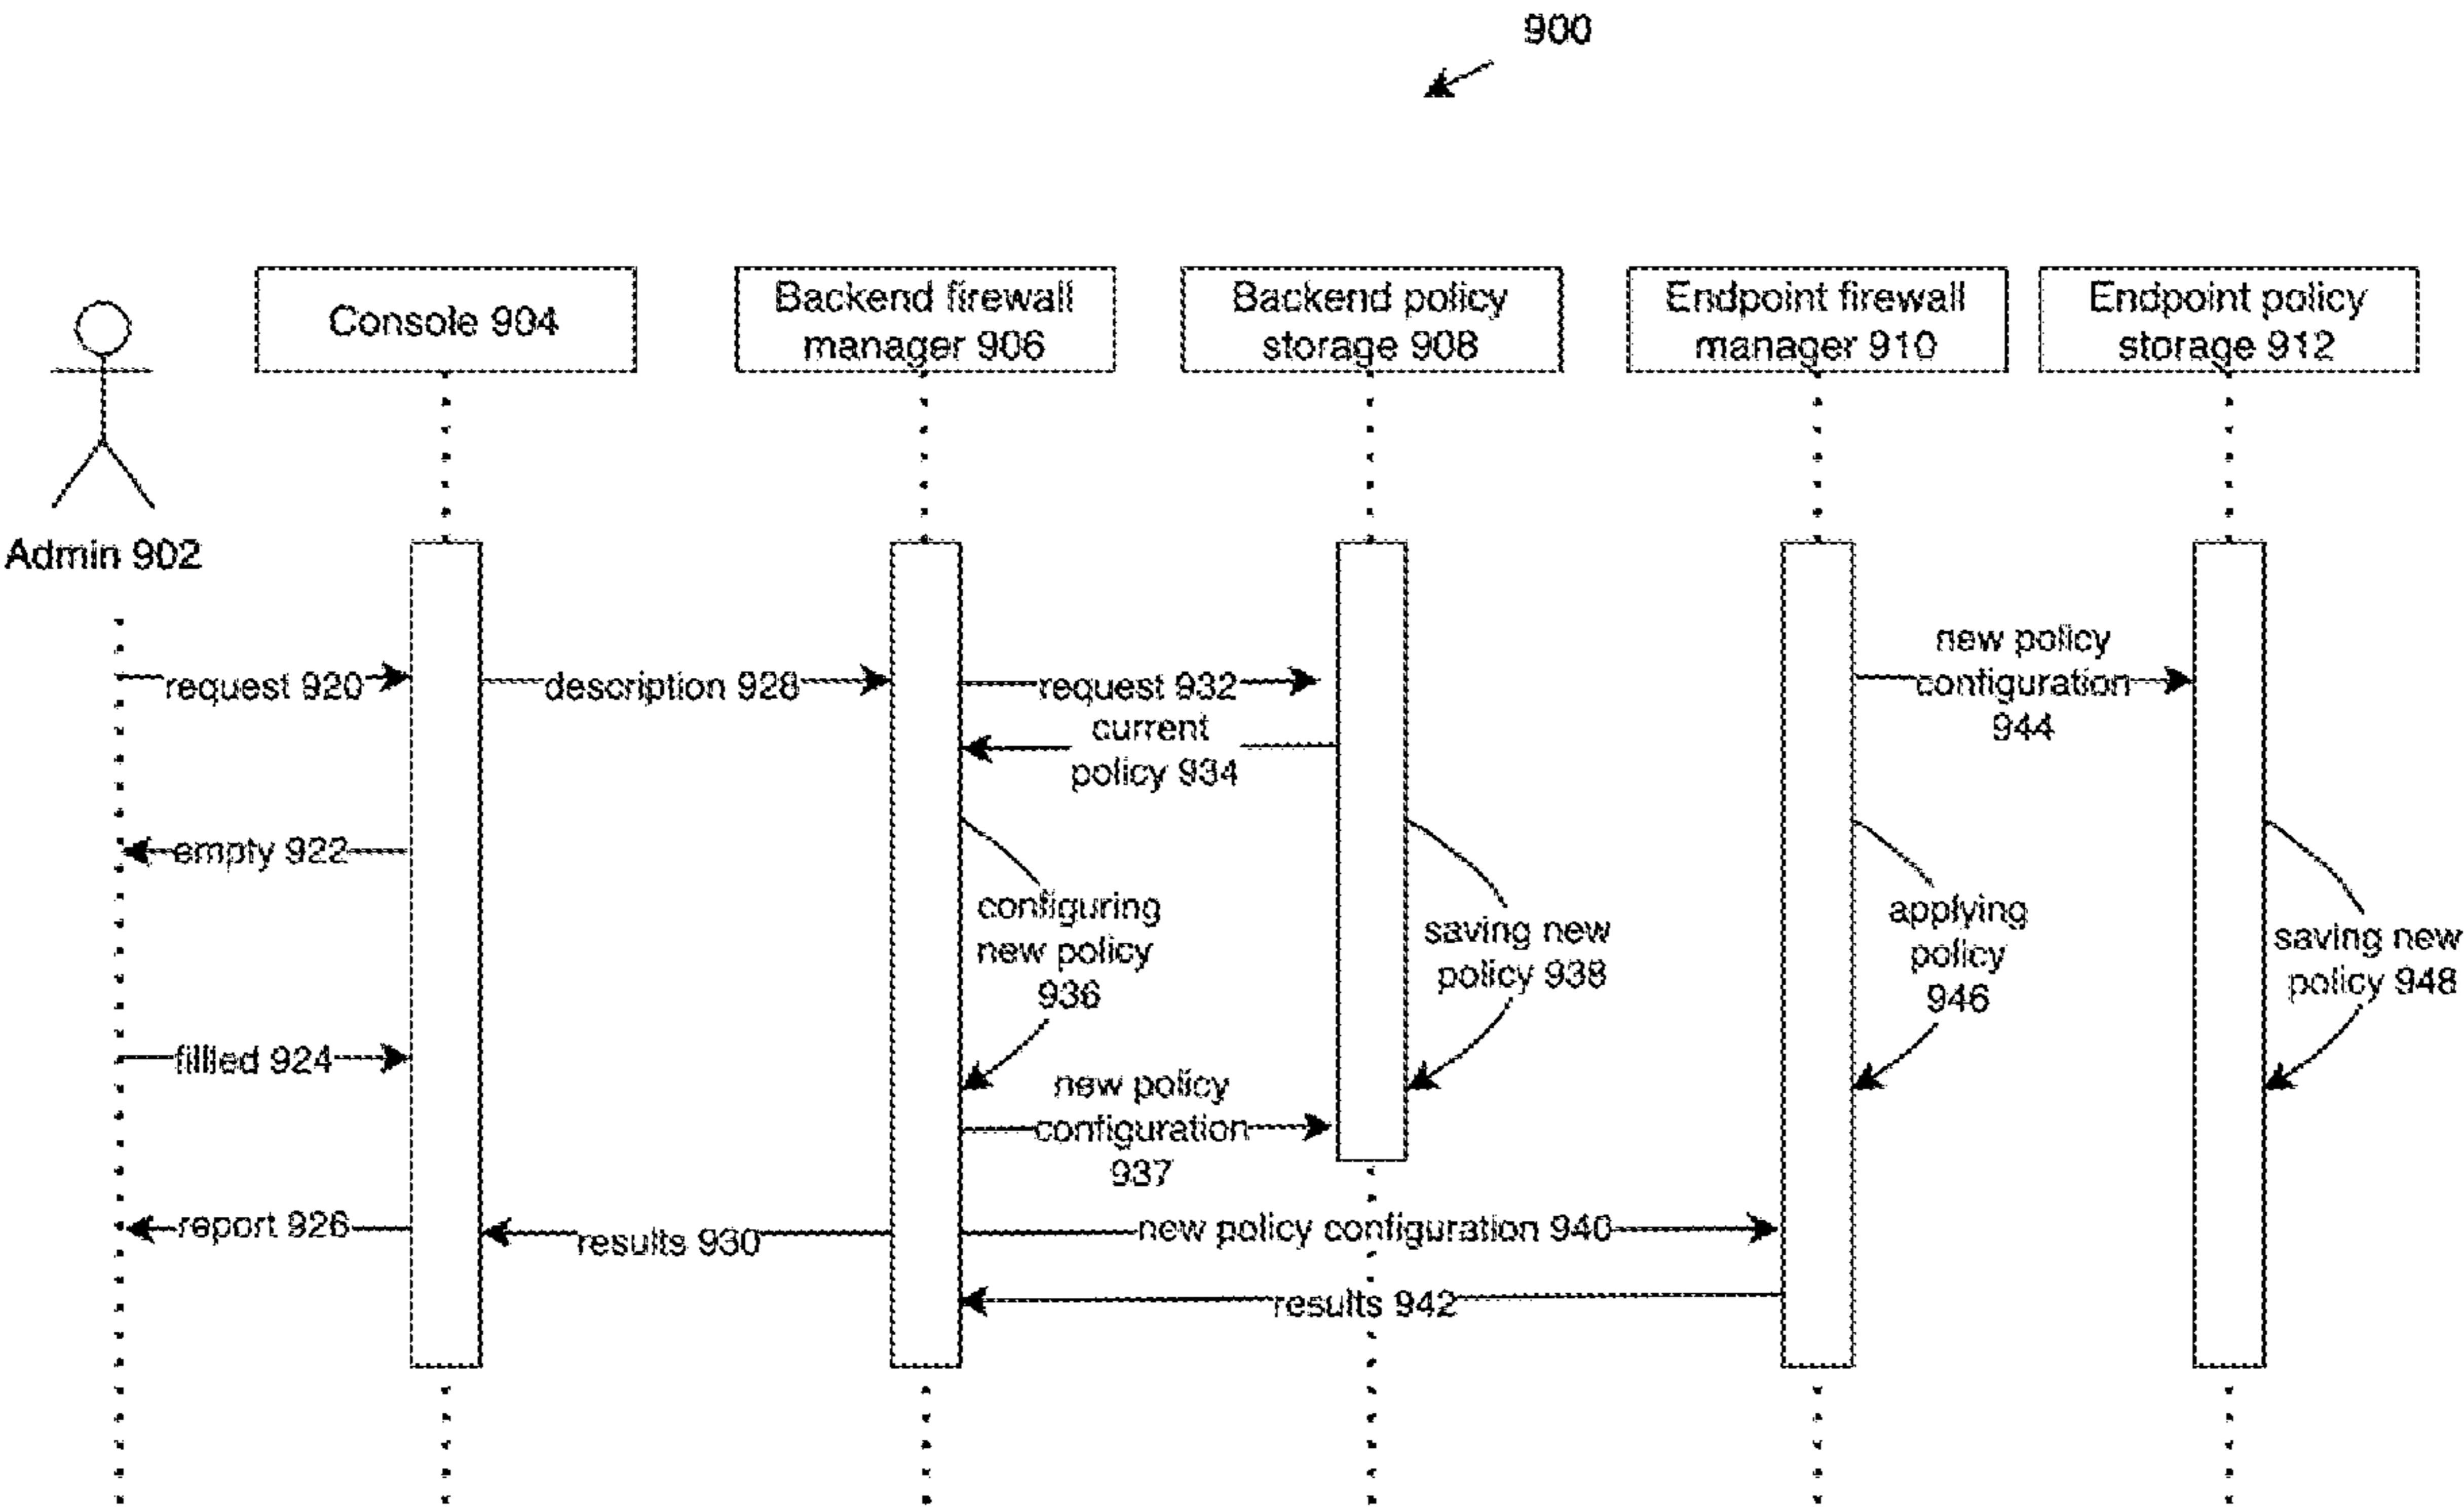 900
Console 904
Backend firewall
manager 906
Backend policy
storage 908
Endpoint firewall
manager 910
Endpoint policy
storage 912
Admin 902
request 920
description 928
request 932
current
policy 934
new policy
configuration
944
empty 922
configuring
new policy
936
saving new
policy 938
applying
policy
946
saving new
policy 948
fillled 924
new policy
configuration
937
report 926
results 930
new policy configuration 940
results 942